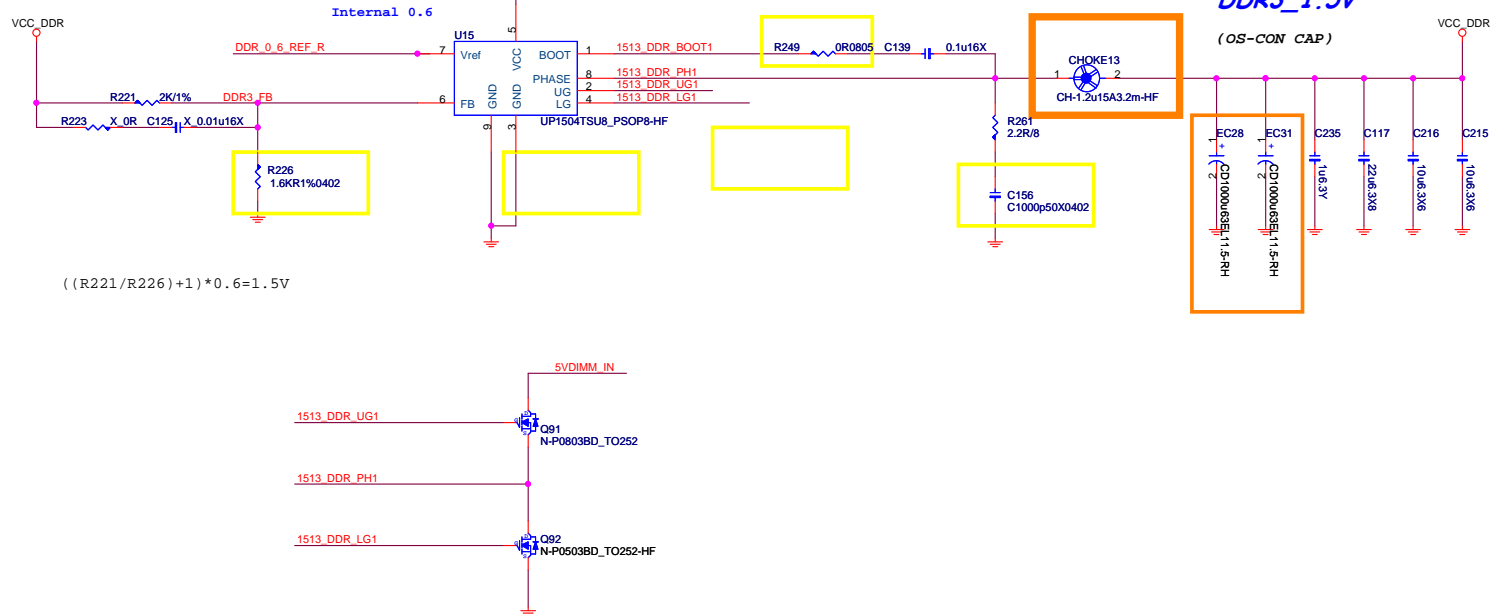 DDR3_1.5V
Internal 0.6
(OS-CON CAP)
VCC_DDR
VCC_DDR
U15
5
DDR_0_6_REF_R
7
Vref
VCC
BOOT
1
1513_DDR_BOOT1
R249
0R0805
C139
0.1u16X
CHOKE13
1
2
CH-1.2u15A3.2m-HF
PHASE
8
1513_DDR_PH1
UG
2
1513_DDR_UG1
LG
4
1513_DDR_LG1
R221
2K/1%
DDR3_FB
6
FB
GND
GND
UP1504TSU8_PSOP8-HF
9
3
R223
X_0R
C125
X_0.01u16X
R261
2.2R/8
R226
1.6KR1%0402
C156
C1000p50X0402
EC28
1
+
2
CD1000u63EL11.5-RH
EC31
1
+
2
CD1000u63EL11.5-RH
C235
1u6.3Y
C117
22u6.3X8
C216
10u6.3X6
C215
10u6.3X6
((R221/R226)+1)*0.6=1.5V
5VDIMM_IN
1513_DDR_UG1
Q91
N-P0803BD_TO252
1513_DDR_PH1
1513_DDR_LG1
Q92
N-P0503BD_TO252-HF